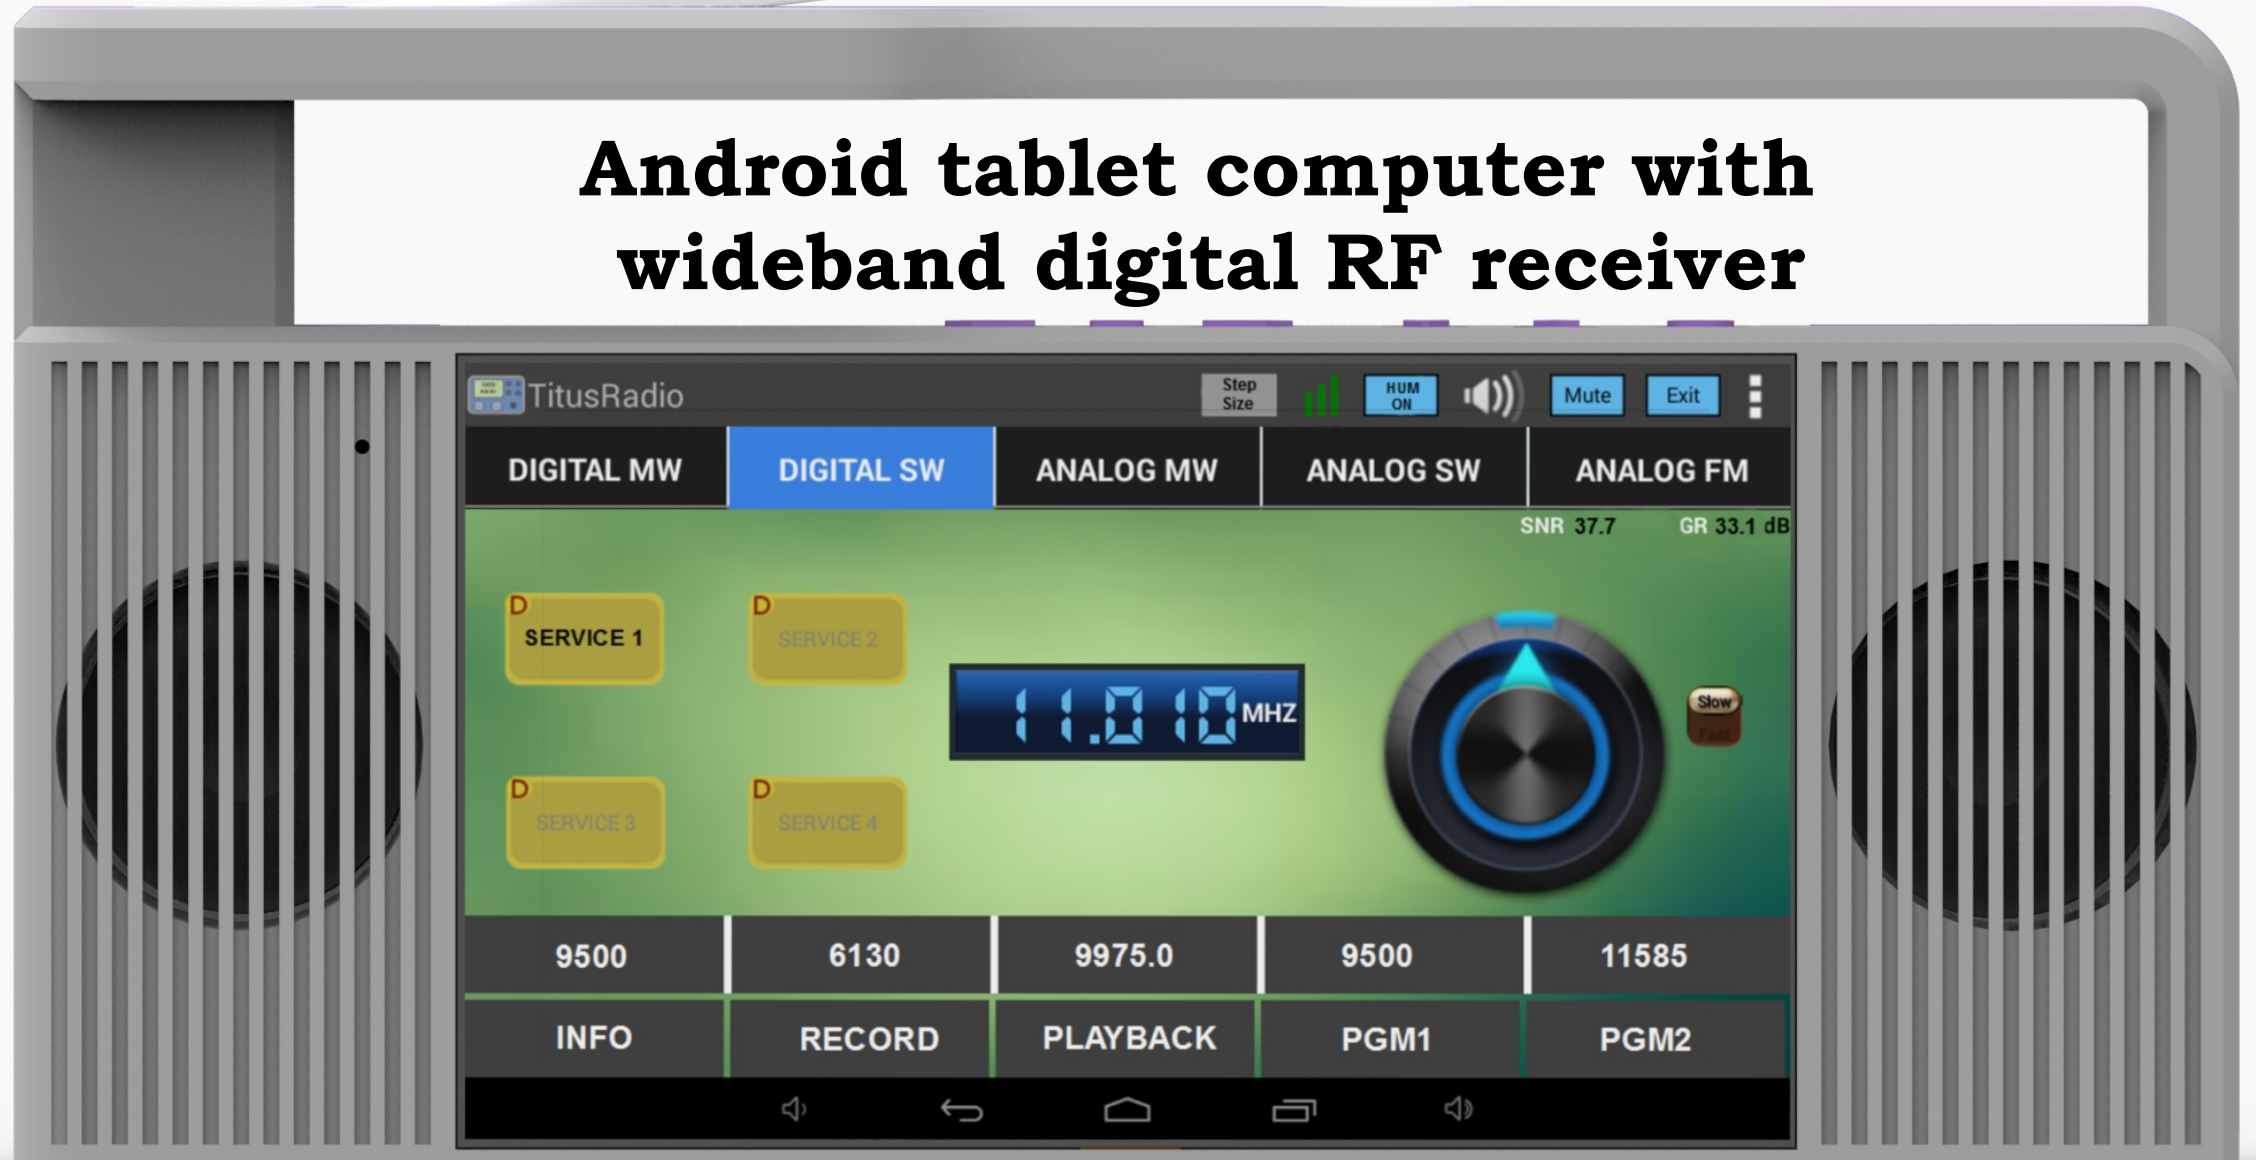 Android tablet computer with
wideband digital RF receiver
TitusRadio
Step
Size
HUM
ON
Mute
Exit
DIGITAL MW
DIGITAL SW
ANALOG MW
ANALOG SW
ANALOG FM
SNR 37.7
GR 33.1 dB
D
SERVICE 1
D
SERVICE 2
11.010 MHZ
Slow
Fast
D
SERVICE 3
D
SERVICE 4
9500
6130
9975.0
9500
11585
INFO
RECORD
PLAYBACK
PGM1
PGM2